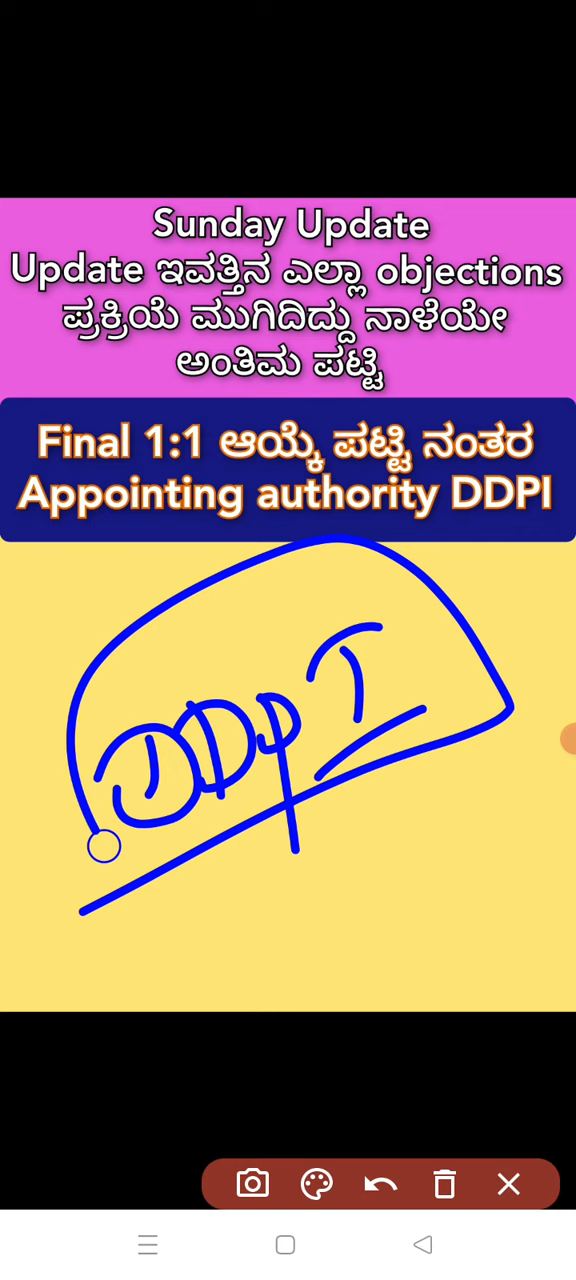 Sunday Update
Update ಇವತ್ತಿನ ಎಲ್ಲಾ objections
ಪ್ರಕ್ರಿಯೆ ಮುಗಿದಿದ್ದು ನಾಳೆಯೇ
ಅಂತಿಮ ಪಟ್ಟಿ
Final 1:1 ಆಯ್ಕೆ ಪಟ್ಟಿ ನಂತರ
Appointing authority DDPI
DDPI